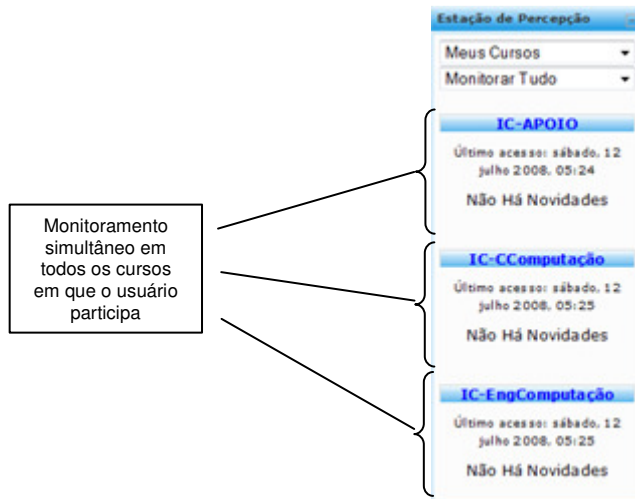 Estação de Percepção
Meus Cursos
Monitorar Tudo
IC-APOIO
Último acesso: sábado, 12
julho 2008, 05:24
Não Há Novidades
Monitoramento
simultâneo em
todos os cursos
em que o usuário
participa
IC-CComputação
Último acesso: sábado, 12
julho 2008, 05:25
Não Há Novidades
IC-EngComputação
Último acesso: sábado, 12
julho 2008, 05:25
Não Há Novidades